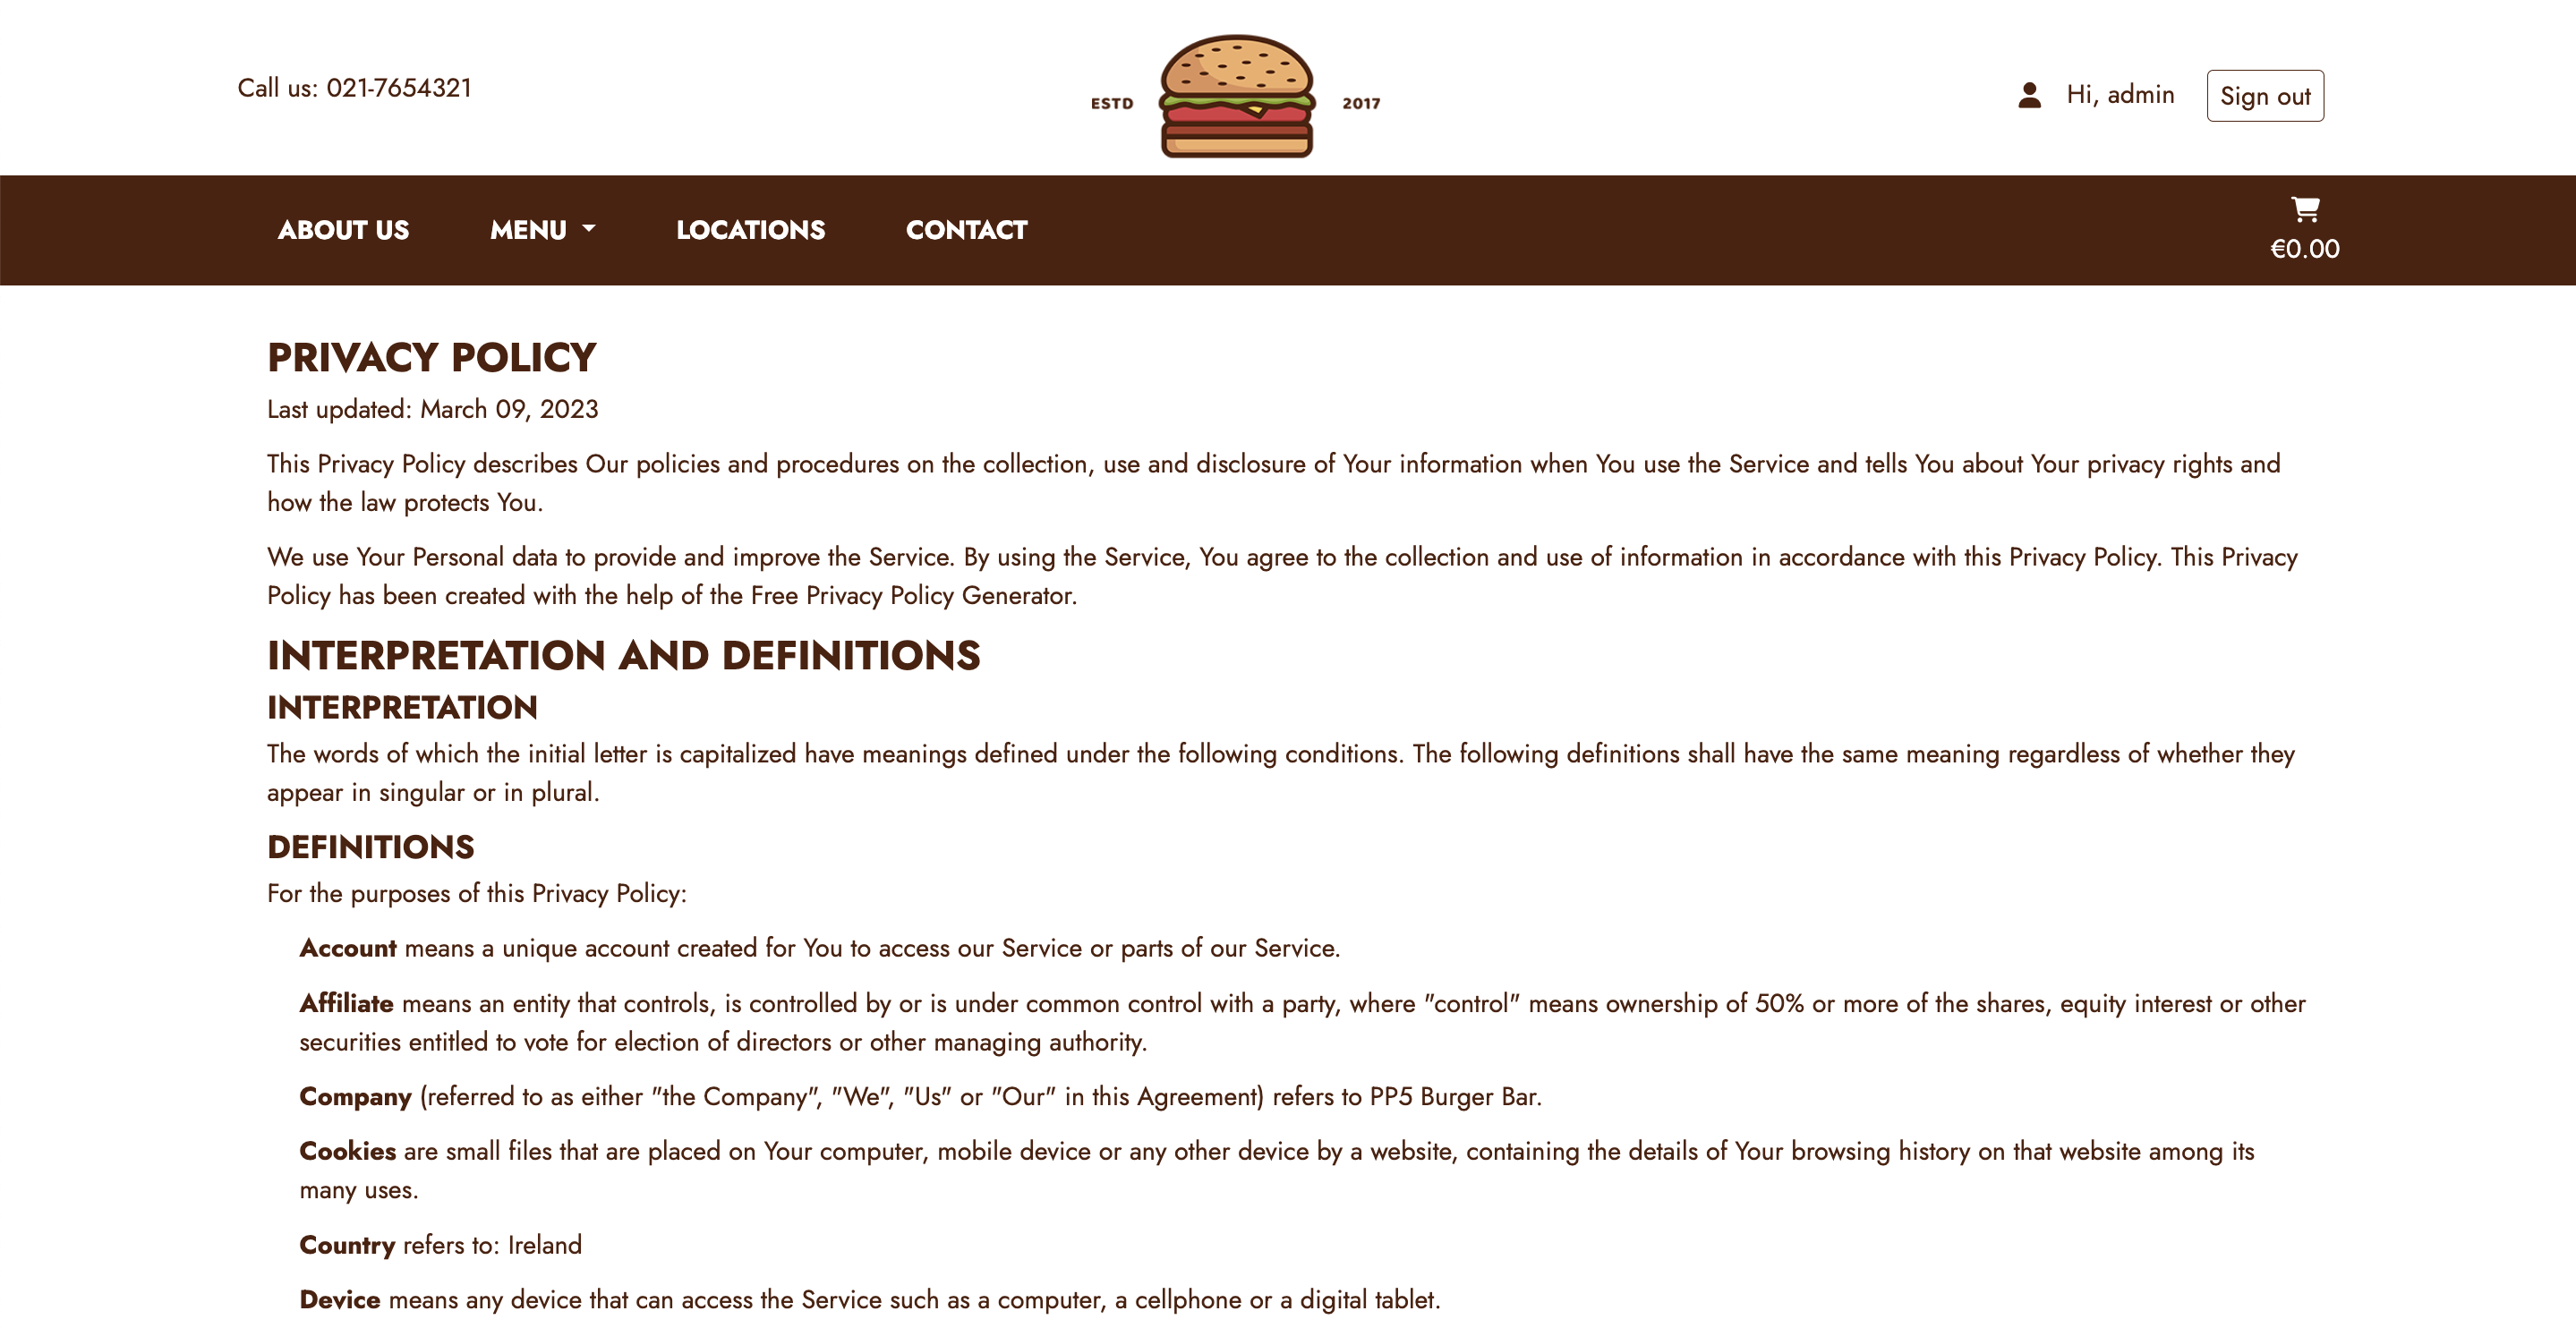 Call us: 021-7654321
ESTD
2017
Hi, admin
Sign out
ABOUT US
MENU
LOCATIONS
CONTACT
€0.00
PRIVACY POLICY
Last updated: March 09, 2023
This Privacy Policy describes Our policies and procedures on the collection, use and disclosure of Your information when You use the Service and tells You about Your privacy rights and
how the law protects You.
We use Your Personal data to provide and improve the Service. By using the Service, You agree to the collection and use of information in accordance with this Privacy Policy. This Privacy
Policy has been created with the help of the Free Privacy Policy Generator.
INTERPRETATION AND DEFINITIONS
INTERPRETATION
The words of which the initial letter is capitalized have meanings defined under the following conditions. The following definitions shall have the same meaning regardless of whether they
appear in singular or in plural.
DEFINITIONS
For the purposes of this Privacy Policy:
Account means a unique account created for You to access our Service or parts of our Service.
Affiliate means an entity that controls, is controlled by or is under common control with a party, where "control" means ownership of 50% or more of the shares, equity interest or other
securities entitled to vote for election of directors or other managing authority.
Company (referred to as either "the Company", "We", "Us" or "Our" in this Agreement) refers to PP5 Burger Bar.
Cookies are small files that are placed on Your computer, mobile device or any other device by a website, containing the details of Your browsing history on that website among its
many uses.
Country refers to: Ireland
Device means any device that can access the Service such as a computer, a cellphone or a digital tablet.